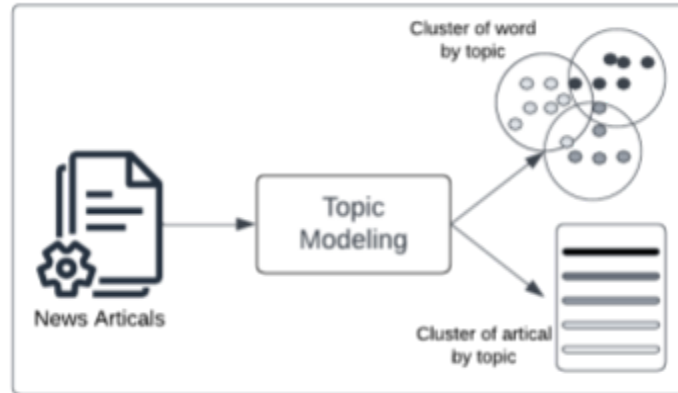 Cluster of word
by topic
Topic
Modeling
News Articals
Cluster of artical
by topic